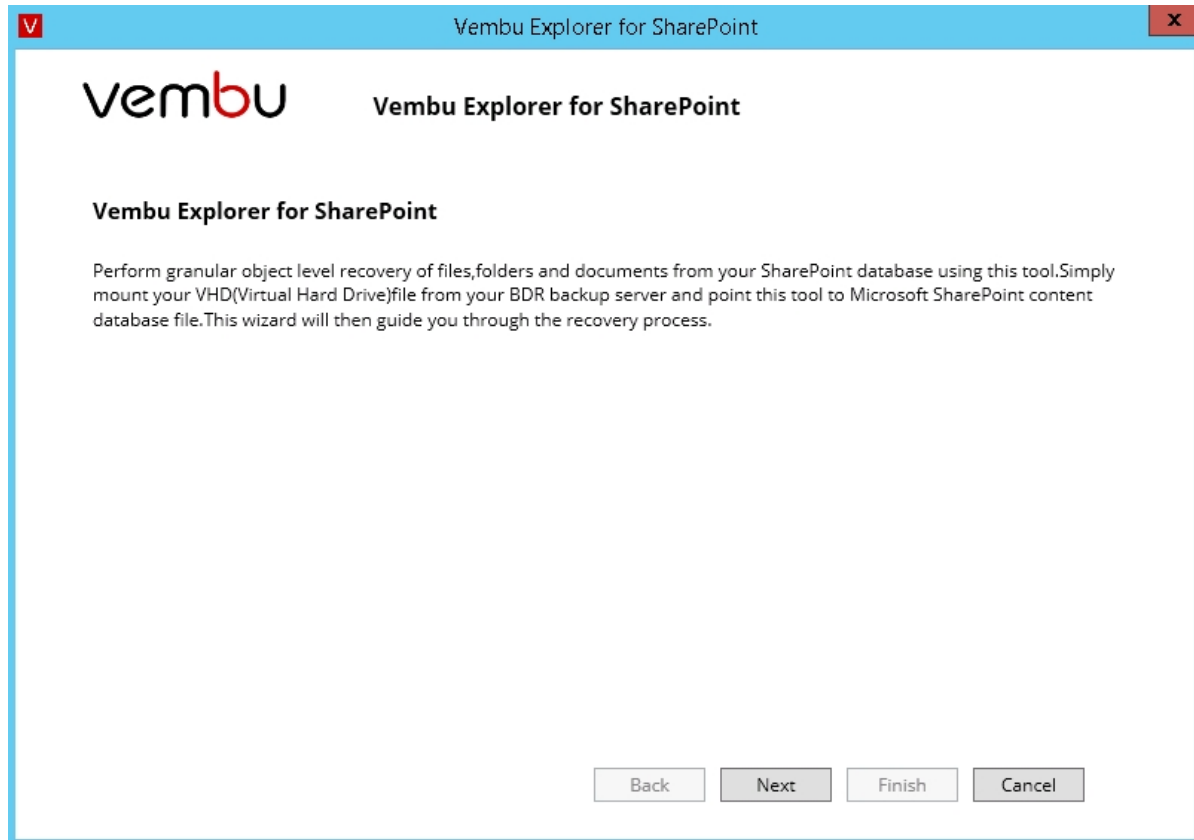 V
Vembu Explorer for SharePoint
x
vembu
Vembu Explorer for SharePoint
Vembu Explorer for SharePoint
Perform granular object level recovery of files,folders and documents from your SharePoint database using this tool.Simply
mount your VHD(Virtual Hard Drive)file from your BDR backup server and point this tool to Microsoft SharePoint content
database file.This wizard will then guide you through the recovery process.
Back Next Finish Cancel